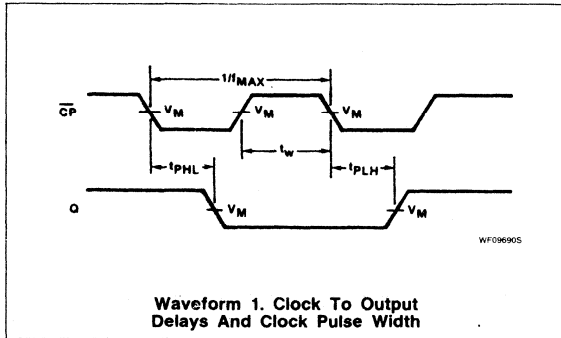 1/fMAX
CP VM VM VM
tw
tPHL tPLH
Q VM VM
WF09690S
Waveform 1. Clock To Output
Delays And Clock Pulse Width